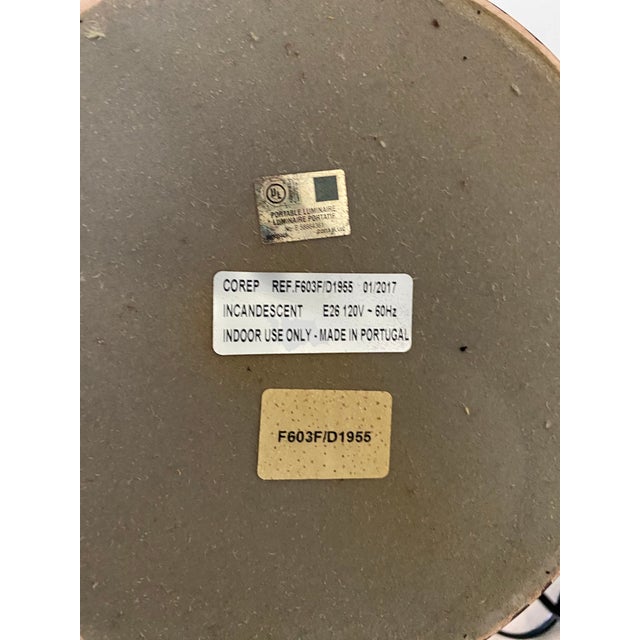 UL
PORTABLE LUMINAIRE
LUMINAIRE PORTATIF
COREP REF.F603F/D1955 01/2017
INCANDESCENT E26 120V ~ 60Hz
INDOOR USE ONLY - MADE IN PORTUGAL
F603F/D1955